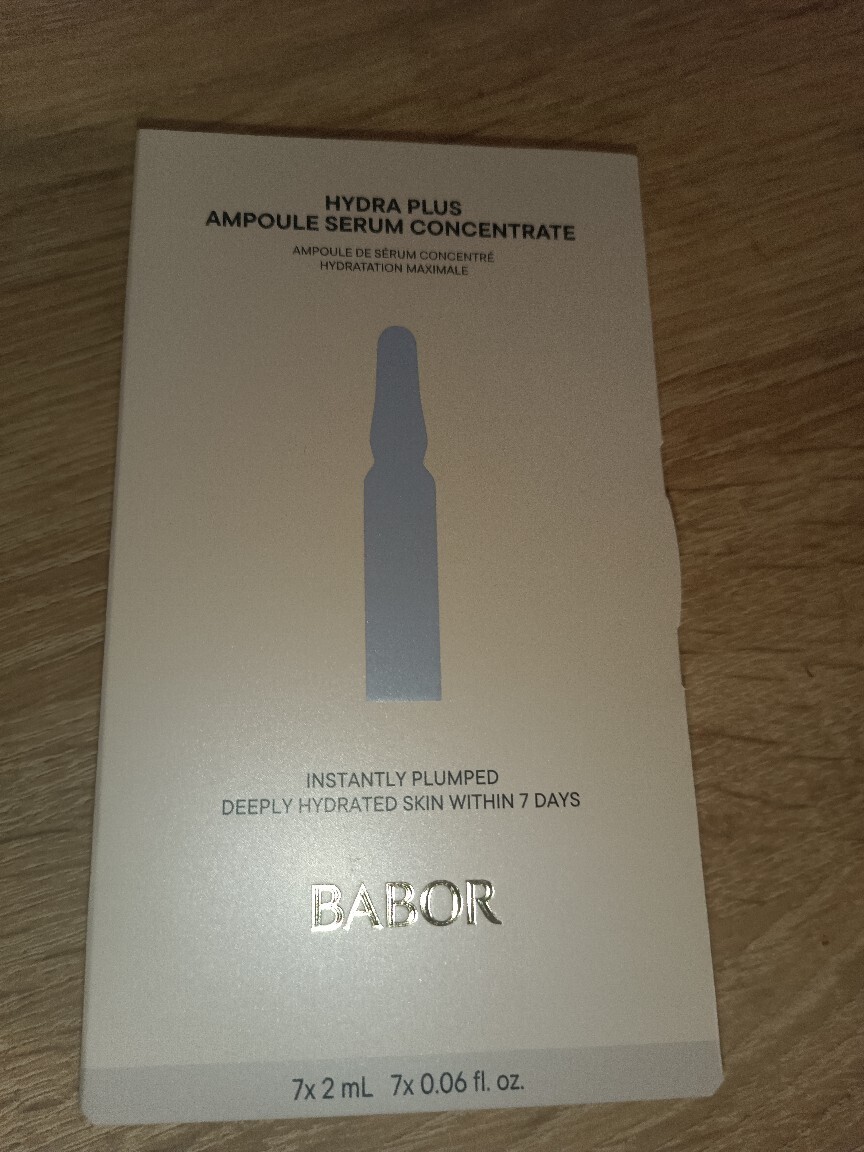 HYDRA PLUS
AMPOULE SERUM CONCENTRATE
AMPOULE DE SÉRUM CONCENTRÉ
HYDRATATION MAXIMALE
INSTANTLY PLUMPED
DEEPLY HYDRATED SKIN WITHIN 7 DAYS
BABOR
7x 2 mL 7x 0.06 fl. oz.